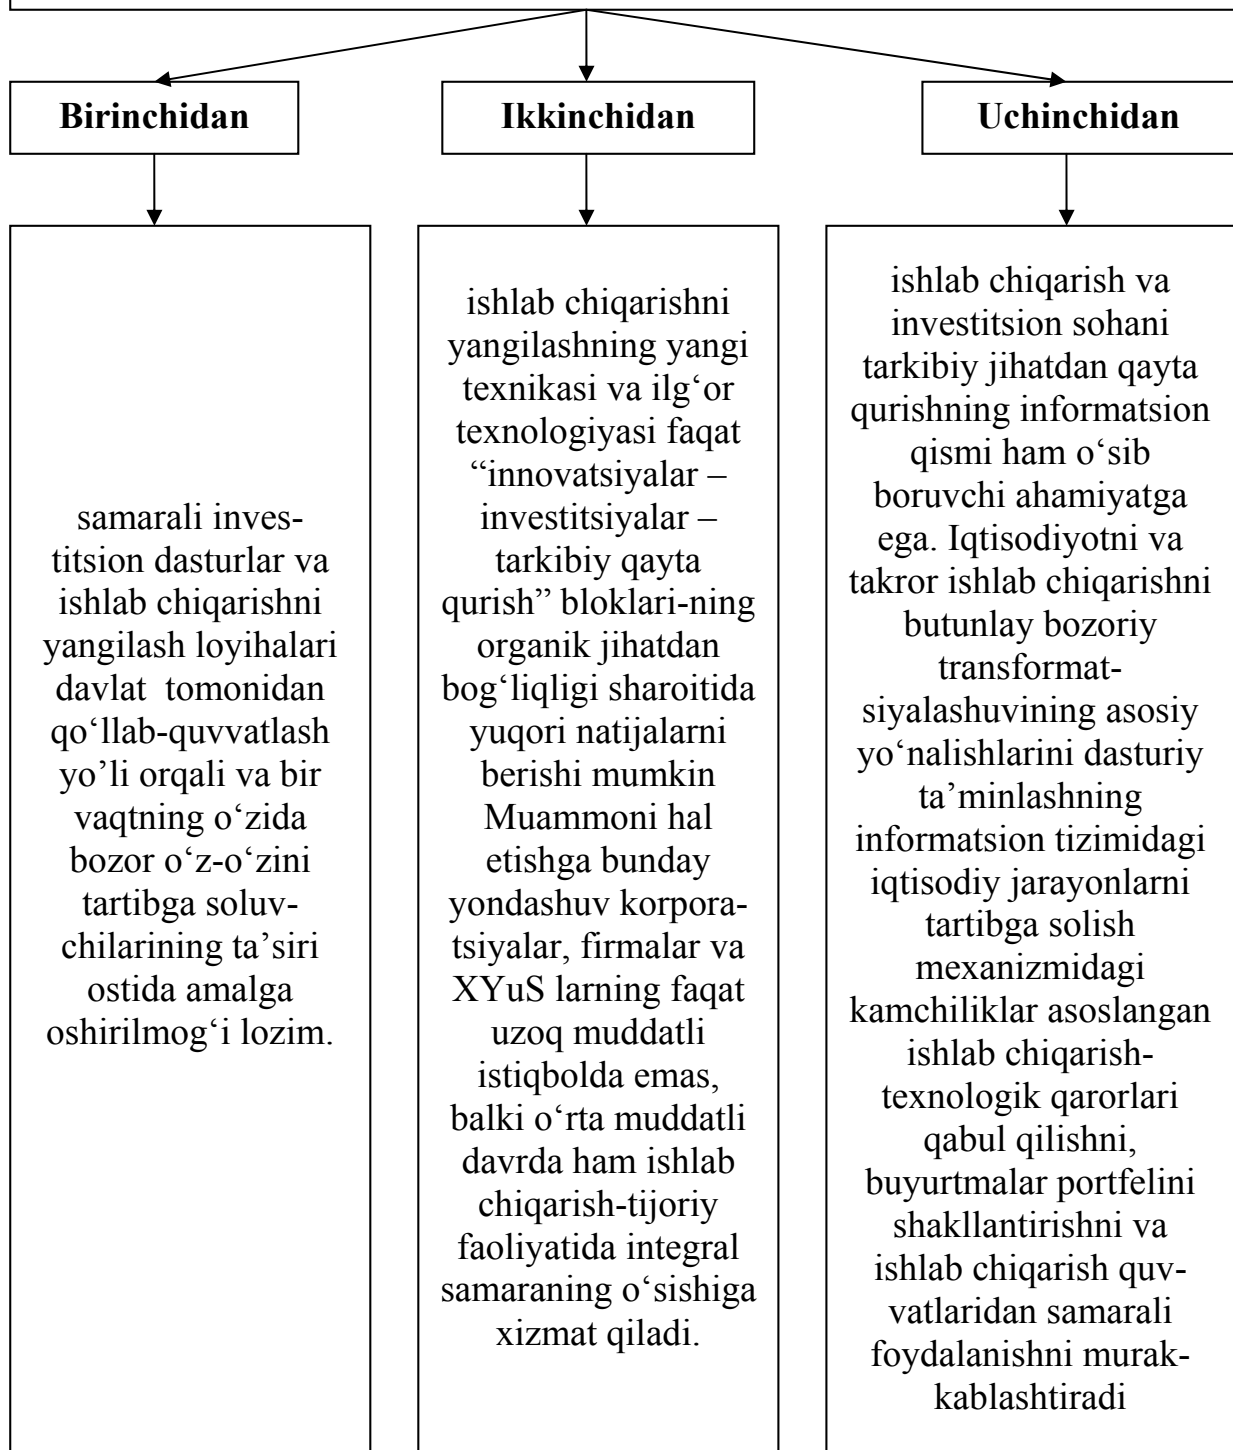 Birinchidan
Ikkinchidan
Uchinchidan
samarali inves-
titsion dasturlar va
ishlab chiqarishni
yangilash loyihalari
davlat tomonidan
qo‘llab-quvvatlash
yo’li orqali va bir
vaqtning o‘zida
bozor o‘z-o‘zini
tartibga soluv-
chilarining ta’siri
ostida amalga
oshirilmog‘i lozim.
ishlab chiqarishni
yangilashning yangi
texnikasi va ilg‘or
texnologiyasi faqat
“innovatsiyalar –
investitsiyalar –
tarkibiy qayta
qurish” bloklari-ning
organik jihatdan
bog‘liqligi sharoitida
yuqori natijalarni
berishi mumkin
Muammoni hal
etishga bunday
yondashuv korpora-
tsiyalar, firmalar va
XYuS larning faqat
uzoq muddatli
istiqbolda emas,
balki o‘rta muddatli
davrda ham ishlab
chiqarish-tijoriy
faoliyatida integral
samaraning o‘sishiga
xizmat qiladi.
ishlab chiqarish va
investitsion sohani
tarkibiy jihatdan qayta
qurishning informatsion
qismi ham o‘sib
boruvchi ahamiyatga
ega. Iqtisodiyotni va
takror ishlab chiqarishni
butunlay bozoriy
transformat-
siyalashuvining asosiy
yo‘nalishlarini dasturiy
ta’minlashning
informatsion tizimidagi
iqtisodiy jarayonlarni
tartibga solish
mexanizmidagi
kamchiliklar asoslangan
ishlab chiqarish-
texnologik qarorlari
qabul qilishni,
buyurtmalar portfelini
shakllantirishni va
ishlab chiqarish quv-
vatlaridan samarali
foydalanishni murak-
kablashtiradi